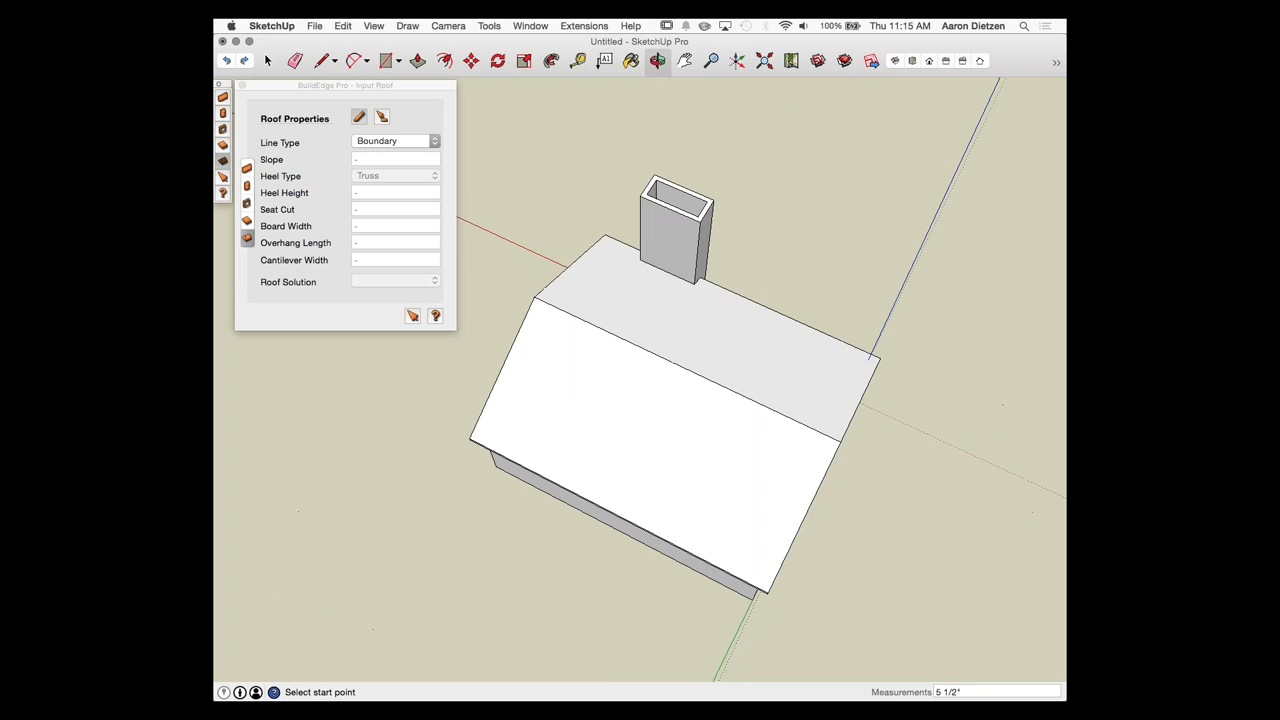 SketchUp File Edit View Draw Camera Tools Window Extensions Help 100% Thu 11:15 AM Aaron Dietzen
Untitled - SketchUp Pro
A1
BuildEdge Pro - Input Roof
Roof Properties
Line Type Boundary
Slope -
Heel Type Truss
Heel Height -
Seat Cut -
Board Width -
Overhang Length -
Cantilever Width -
Roof Solution
Select start point Measurements 5 1/2"